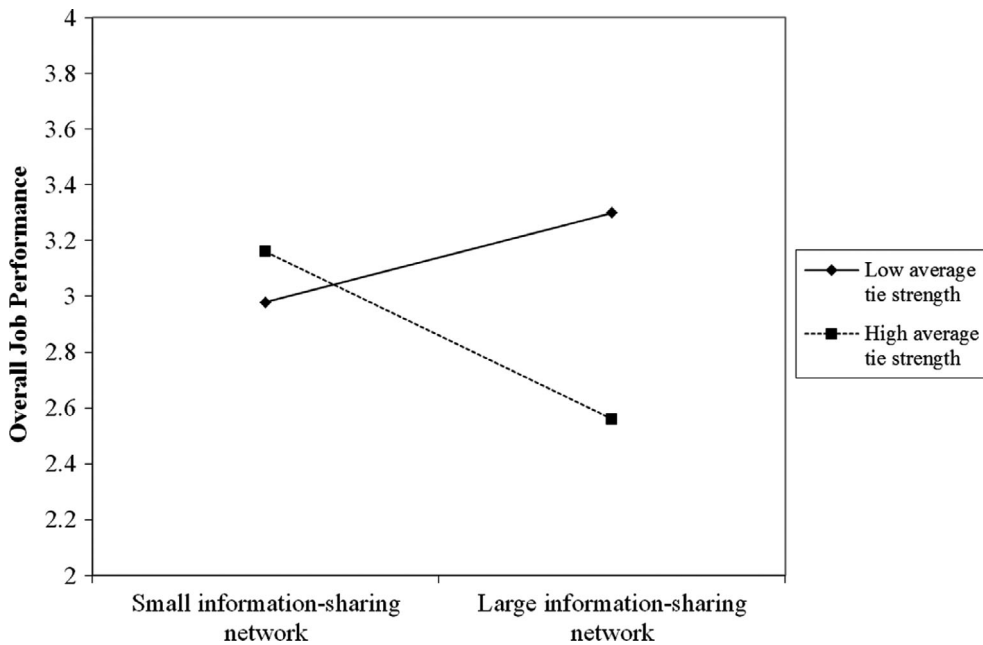 Overall Job Performance
4
3.8
3.6
3.4
3.2
3
2.8
2.6
2.4
2.2
2
Small information-sharing
network
Large information-sharing
network
Low average
tie strength
High average
tie strength